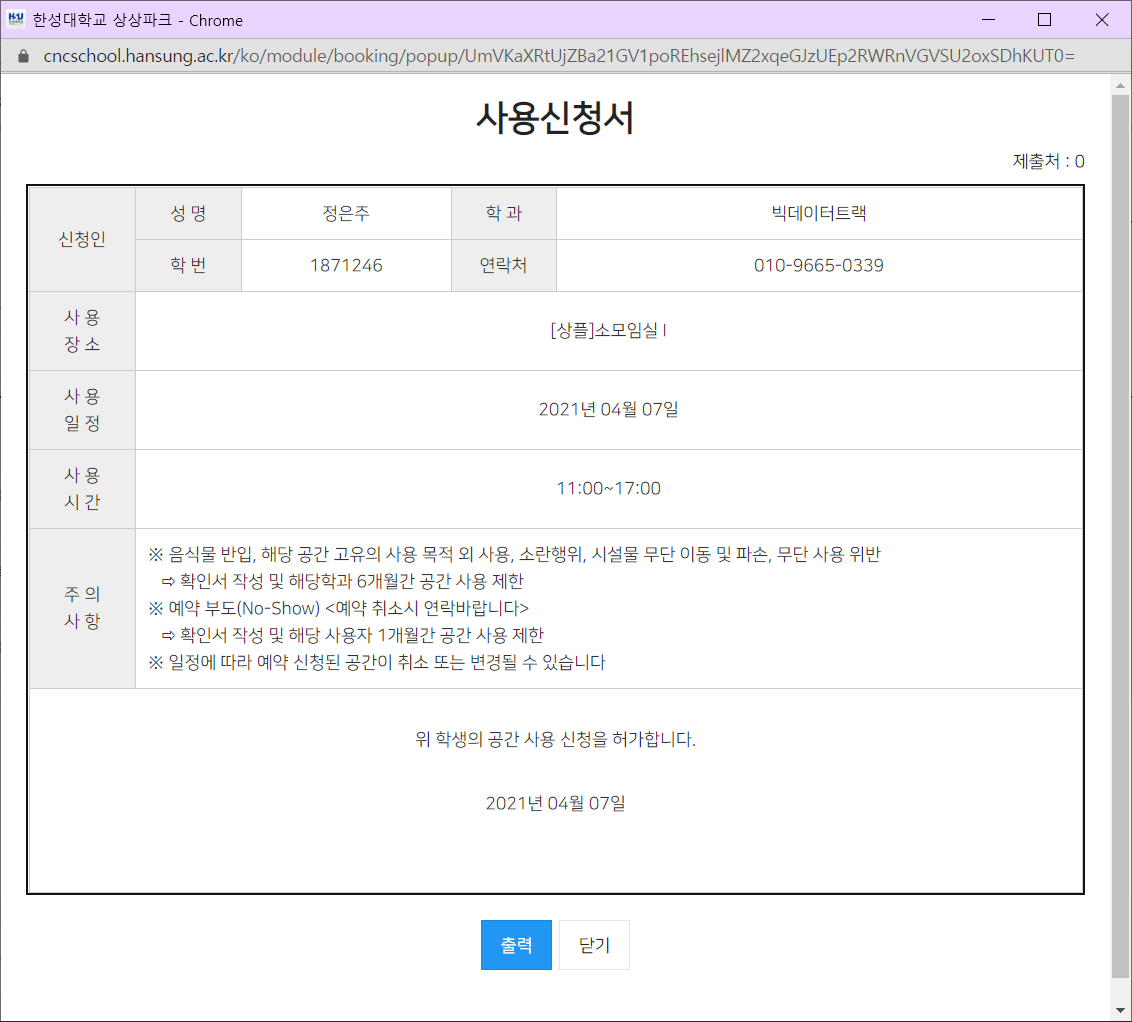 한성대학교 상상파크 - Chrome
cncschool.hansung.ac.kr/ko/module/booking/popup/UmVKaXRtUjZBa21GV1poREhsejlMZ2xqeGJzUEp2RWRnVGVSU2oxSDhKUT0=
사용신청서
제출처 : 0
신청인
성 명
정은주
학 과
빅데이터트랙
학 번
1871246
연락처
010-9665-0339
사 용
장 소
[상플]소모임실 I
사 용
일 정
2021년 04월 07일
사 용
시 간
11:00~17:00
주 의
사 항
※ 음식물 반입, 해당 공간 고유의 사용 목적 외 사용, 소란행위, 시설물 무단 이동 및 파손, 무단 사용 위반
⇨ 확인서 작성 및 해당학과 6개월간 공간 사용 제한
※ 예약 부도(No-Show) <예약 취소시 연락바랍니다>
⇨ 확인서 작성 및 해당 사용자 1개월간 공간 사용 제한
※ 일정에 따라 예약 신청된 공간이 취소 또는 변경될 수 있습니다
위 학생의 공간 사용 신청을 허가합니다.
2021년 04월 07일
출력
닫기